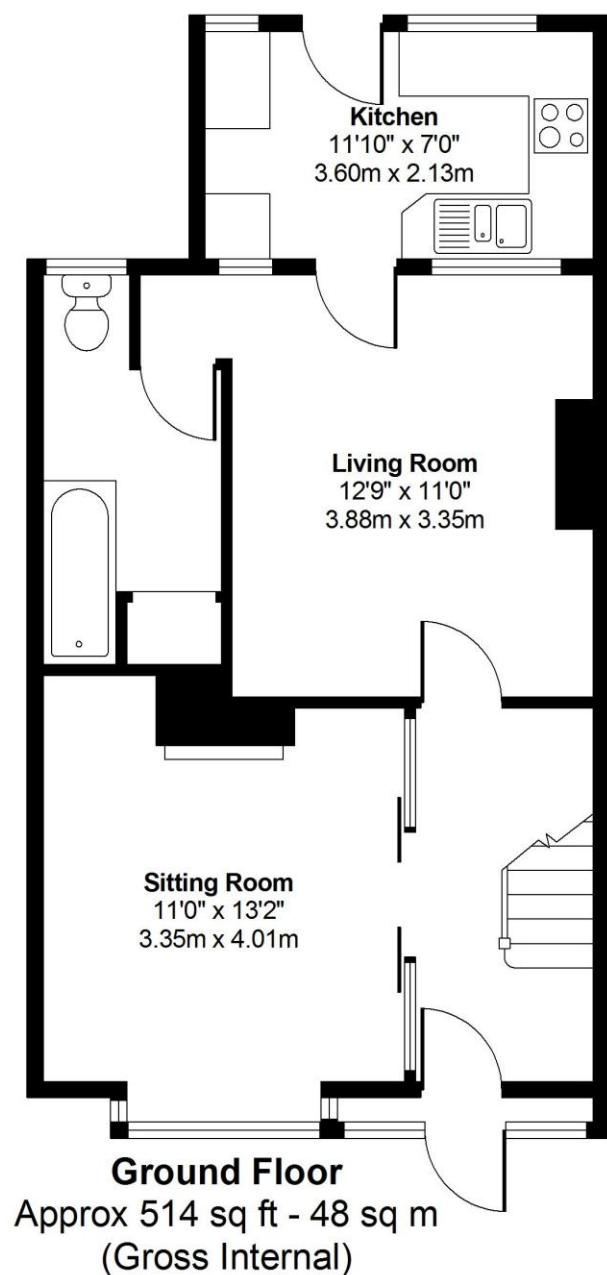 Kitchen
11'10" x 7'0"
3.60m x 2.13m
Living Room
12'9" x 11'0"
3.88m x 3.35m
Sitting Room
11'0" x 13'2"
3.35m x 4.01m
Ground Floor
Approx 514 sq ft - 48 sq m
(Gross Internal)